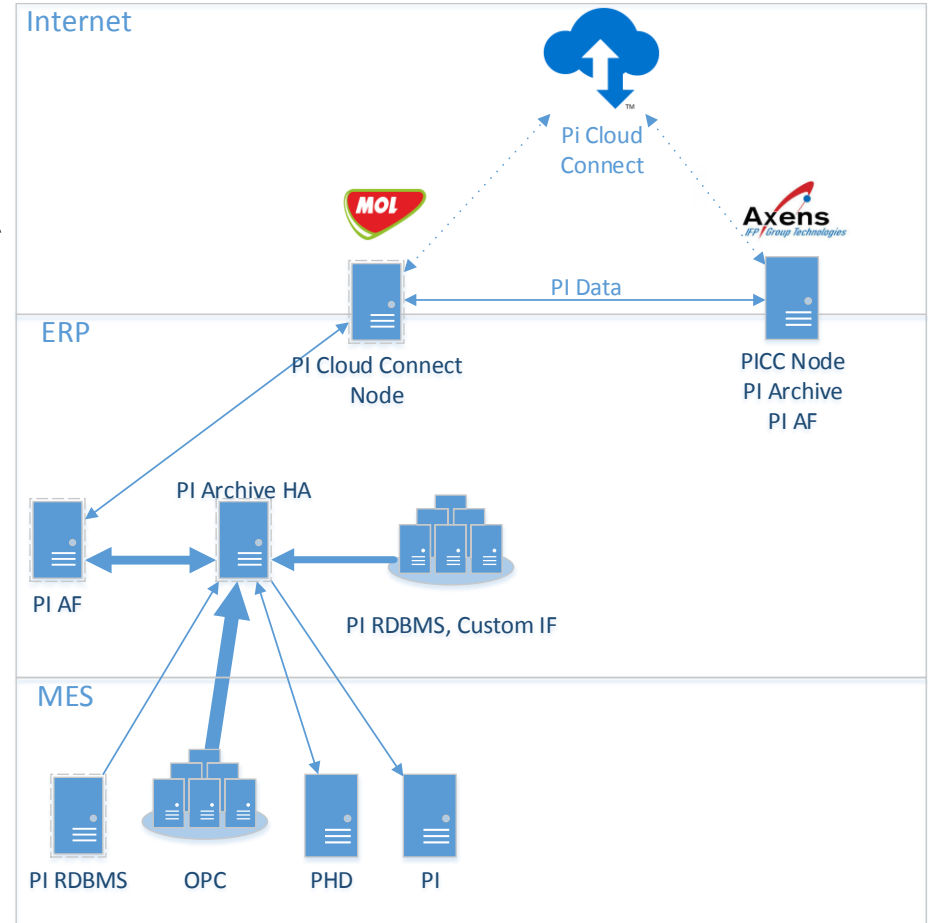 Internet
TM
Pi Cloud
Connect
MOL
Axens
IFP Group Technologies
PI Data
ERP
PI Cloud Connect
Node
PICC Node
PI Archive
PI AF
PI Archive HA
PI AF
PI RDBMS, Custom IF
MES
PI RDBMS
OPC
PHD
PI